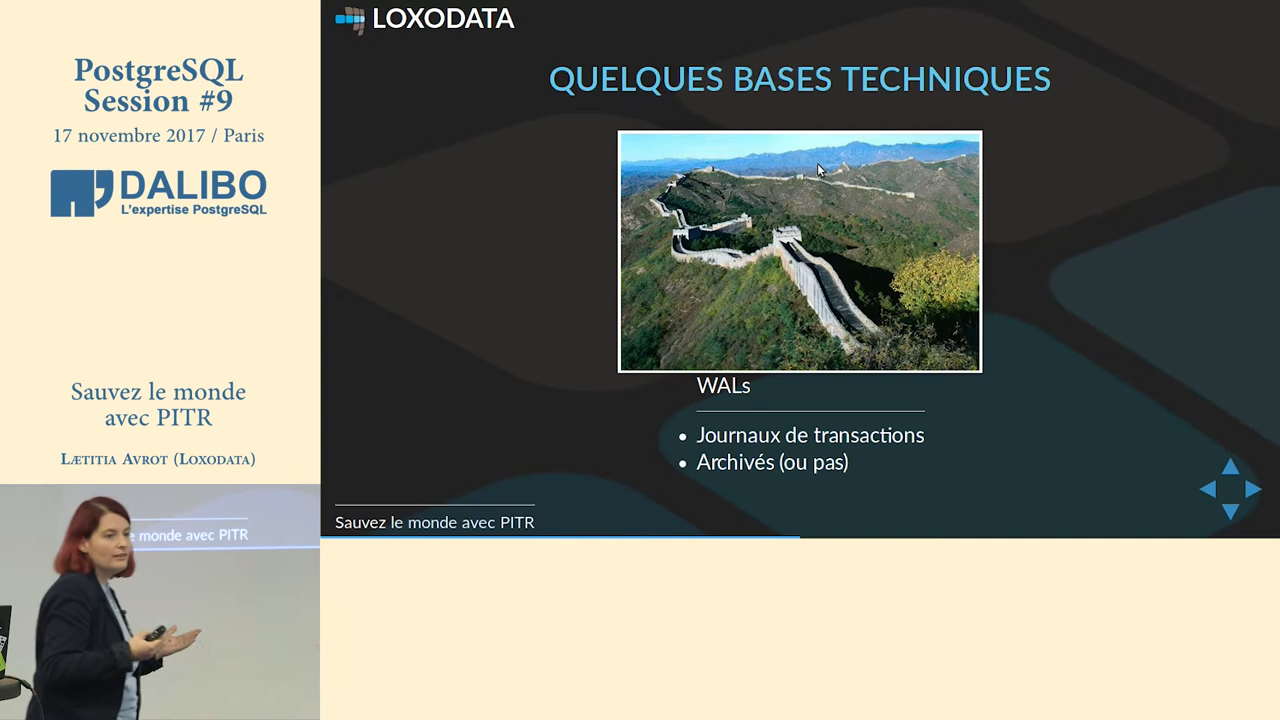 PostgreSQL
Session #9
17 novembre 2017 / Paris
DALIBO
L'expertise PostgreSQL
Sauvez le monde
avec PITR
Lætitia Avrot (Loxodata)
e monde avec PITR
LOXODATA
QUELQUES BASES TECHNIQUES
WALs
Journaux de transactions
Archivés (ou pas)
Sauvez le monde avec PITR